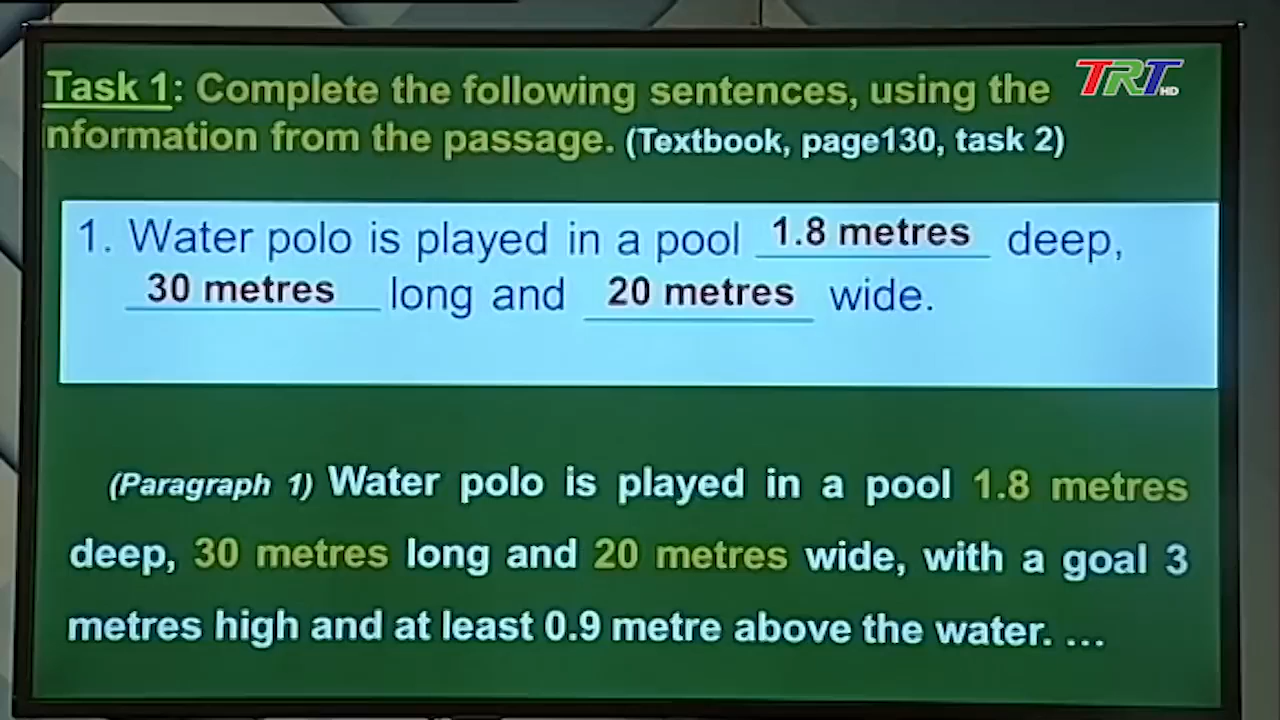 Task 1: Complete the following sentences, using the
nformation from the passage. (Textbook, page130, task 2)
TRT HD
1. Water polo is played in a pool 1.8 metres deep,
30 metres long and 20 metres wide.
(Paragraph 1) Water polo is played in a pool 1.8 metres
deep, 30 metres long and 20 metres wide, with a goal 3
metres high and at least 0.9 metre above the water. ...